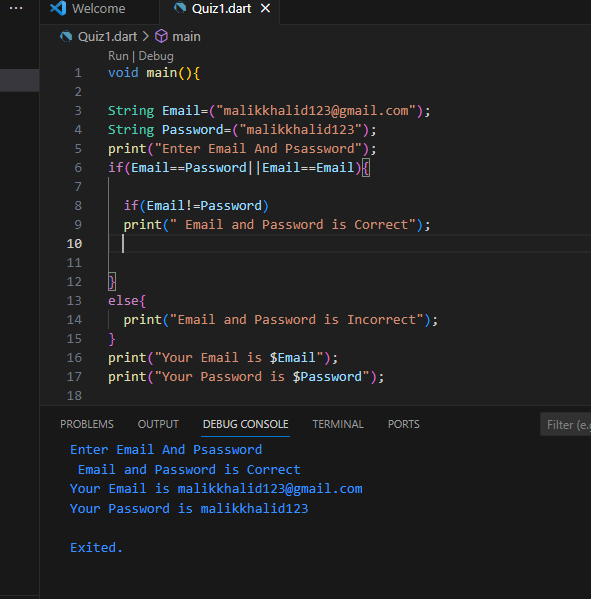 ··· Welcome Quiz1.dart ×
Quiz1.dart > main
Run | Debug
1 void main(){
2
3 String Email=("malikkhalid123@gmail.com");
4 String Password=("malikkhalid123");
5 print("Enter Email And Psassword");
6 if(Email==Password||Email==Email){
7
8 if(Email!=Password)
9 print(" Email and Password is Correct");
10
11
12 }
13 else{
14 print("Email and Password is Incorrect");
15 }
16 print("Your Email is $Email");
17 print("Your Password is $Password");
18
PROBLEMS OUTPUT DEBUG CONSOLE TERMINAL PORTS Filter (e.g
Enter Email And Psassword
Email and Password is Correct
Your Email is malikkhalid123@gmail.com
Your Password is malikkhalid123
Exited.